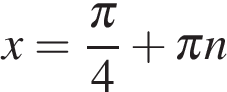 x = π/4 + πn